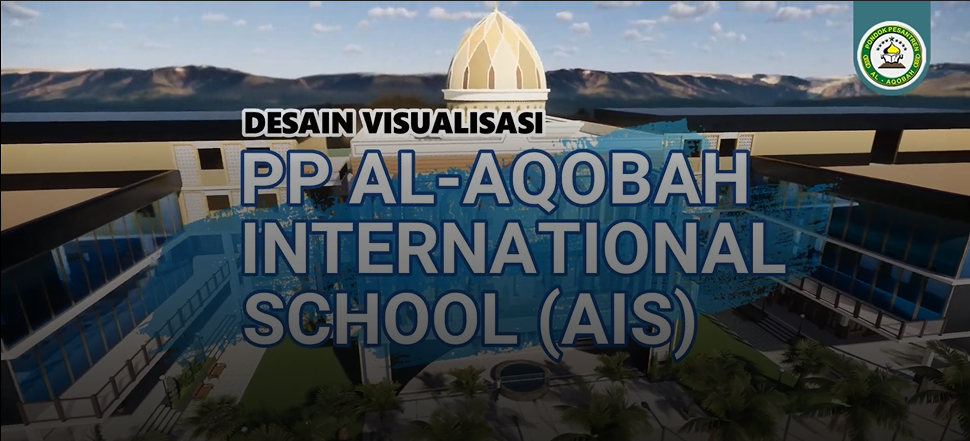 PONDOK PESANTREN
AL - AQOBAH
DESAIN VISUALISASI
PP AL-AQOBAH
INTERNATIONAL
SCHOOL (AIS)